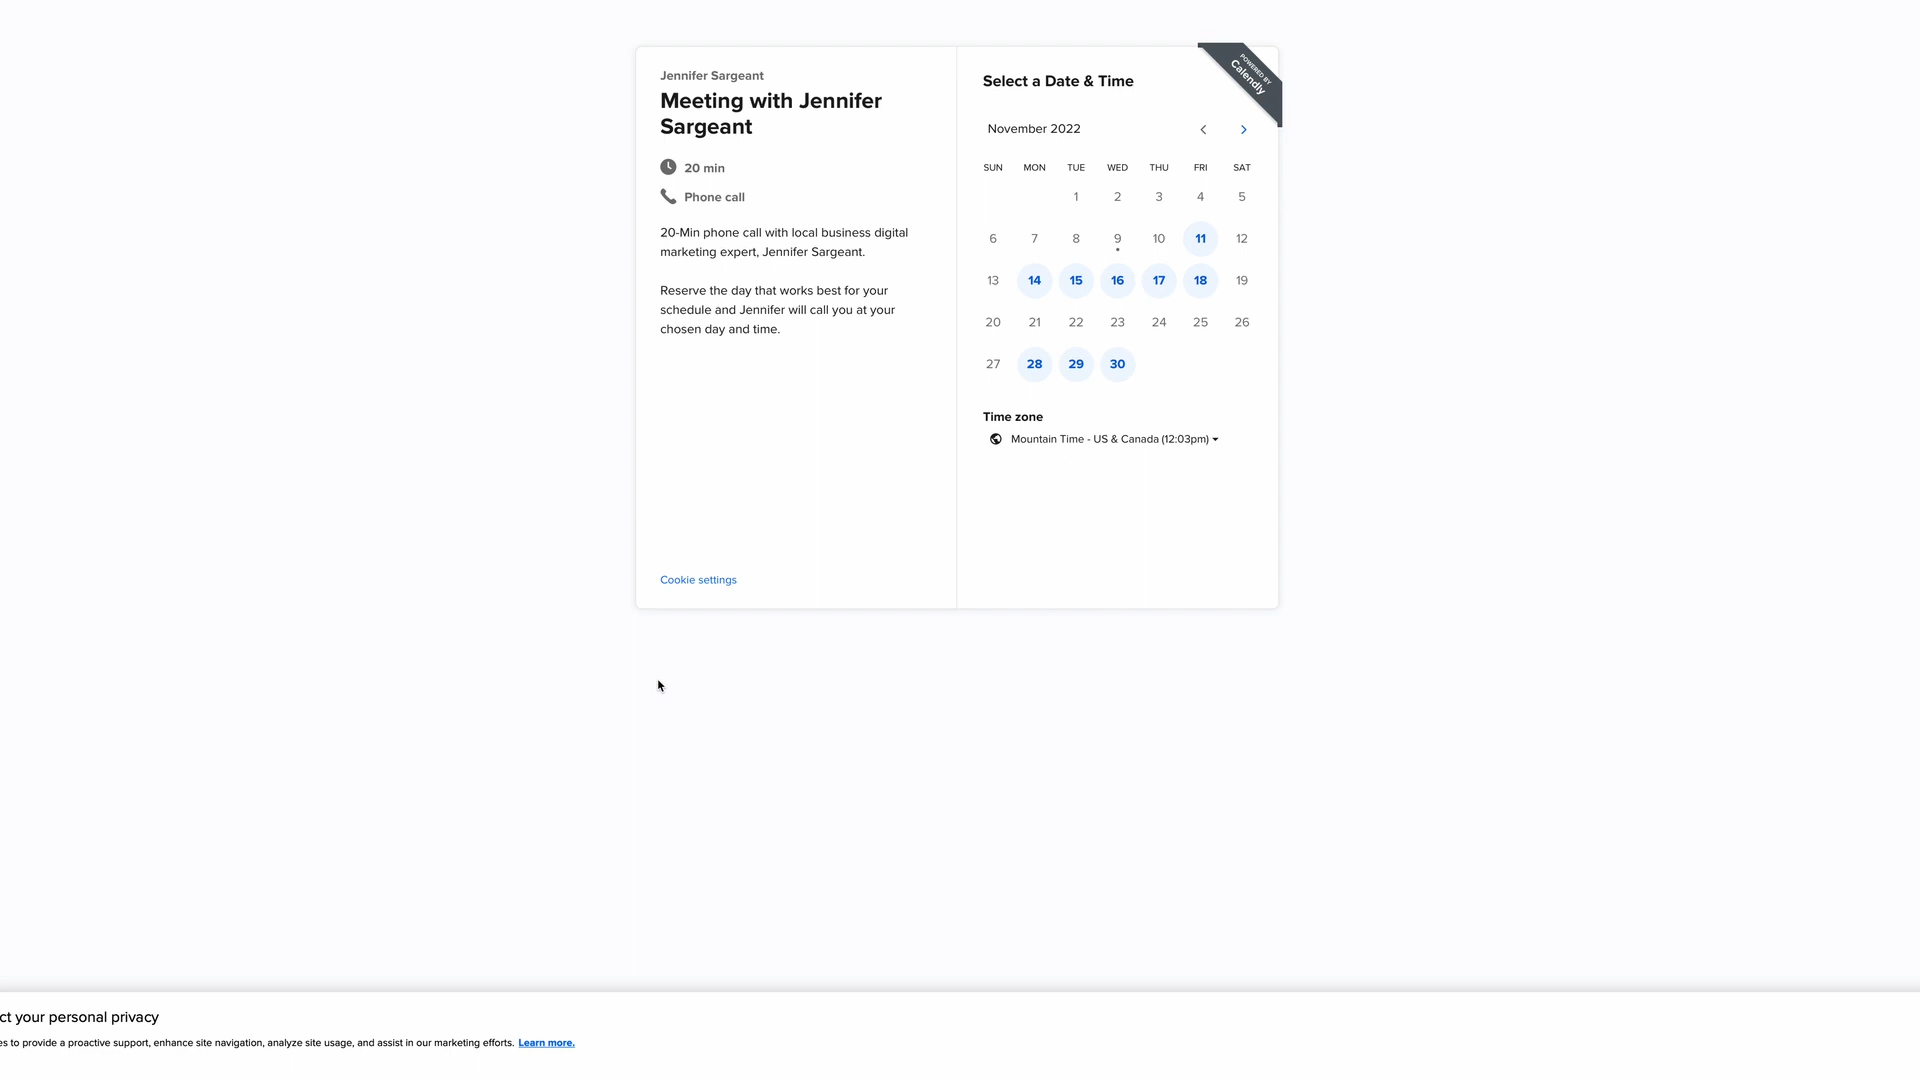 Jennifer Sargeant
Meeting with Jennifer
Sargeant
20 min
Phone call
20-Min phone call with local business digital
marketing expert, Jennifer Sargeant.
Reserve the day that works best for your
schedule and Jennifer will call you at your
chosen day and time.
Cookie settings
POWERED BY
Calendly
Select a Date & Time
November 2022
SUN MON TUE WED THU FRI SAT
1 2 3 4 5
6 7 8 9 10 11 12
13 14 15 16 17 18 19
20 21 22 23 24 25 26
27 28 29 30
Time zone
Mountain Time - US & Canada (12:03pm)
ct your personal privacy
es to provide a proactive support, enhance site navigation, analyze site usage, and assist in our marketing efforts. Learn more.